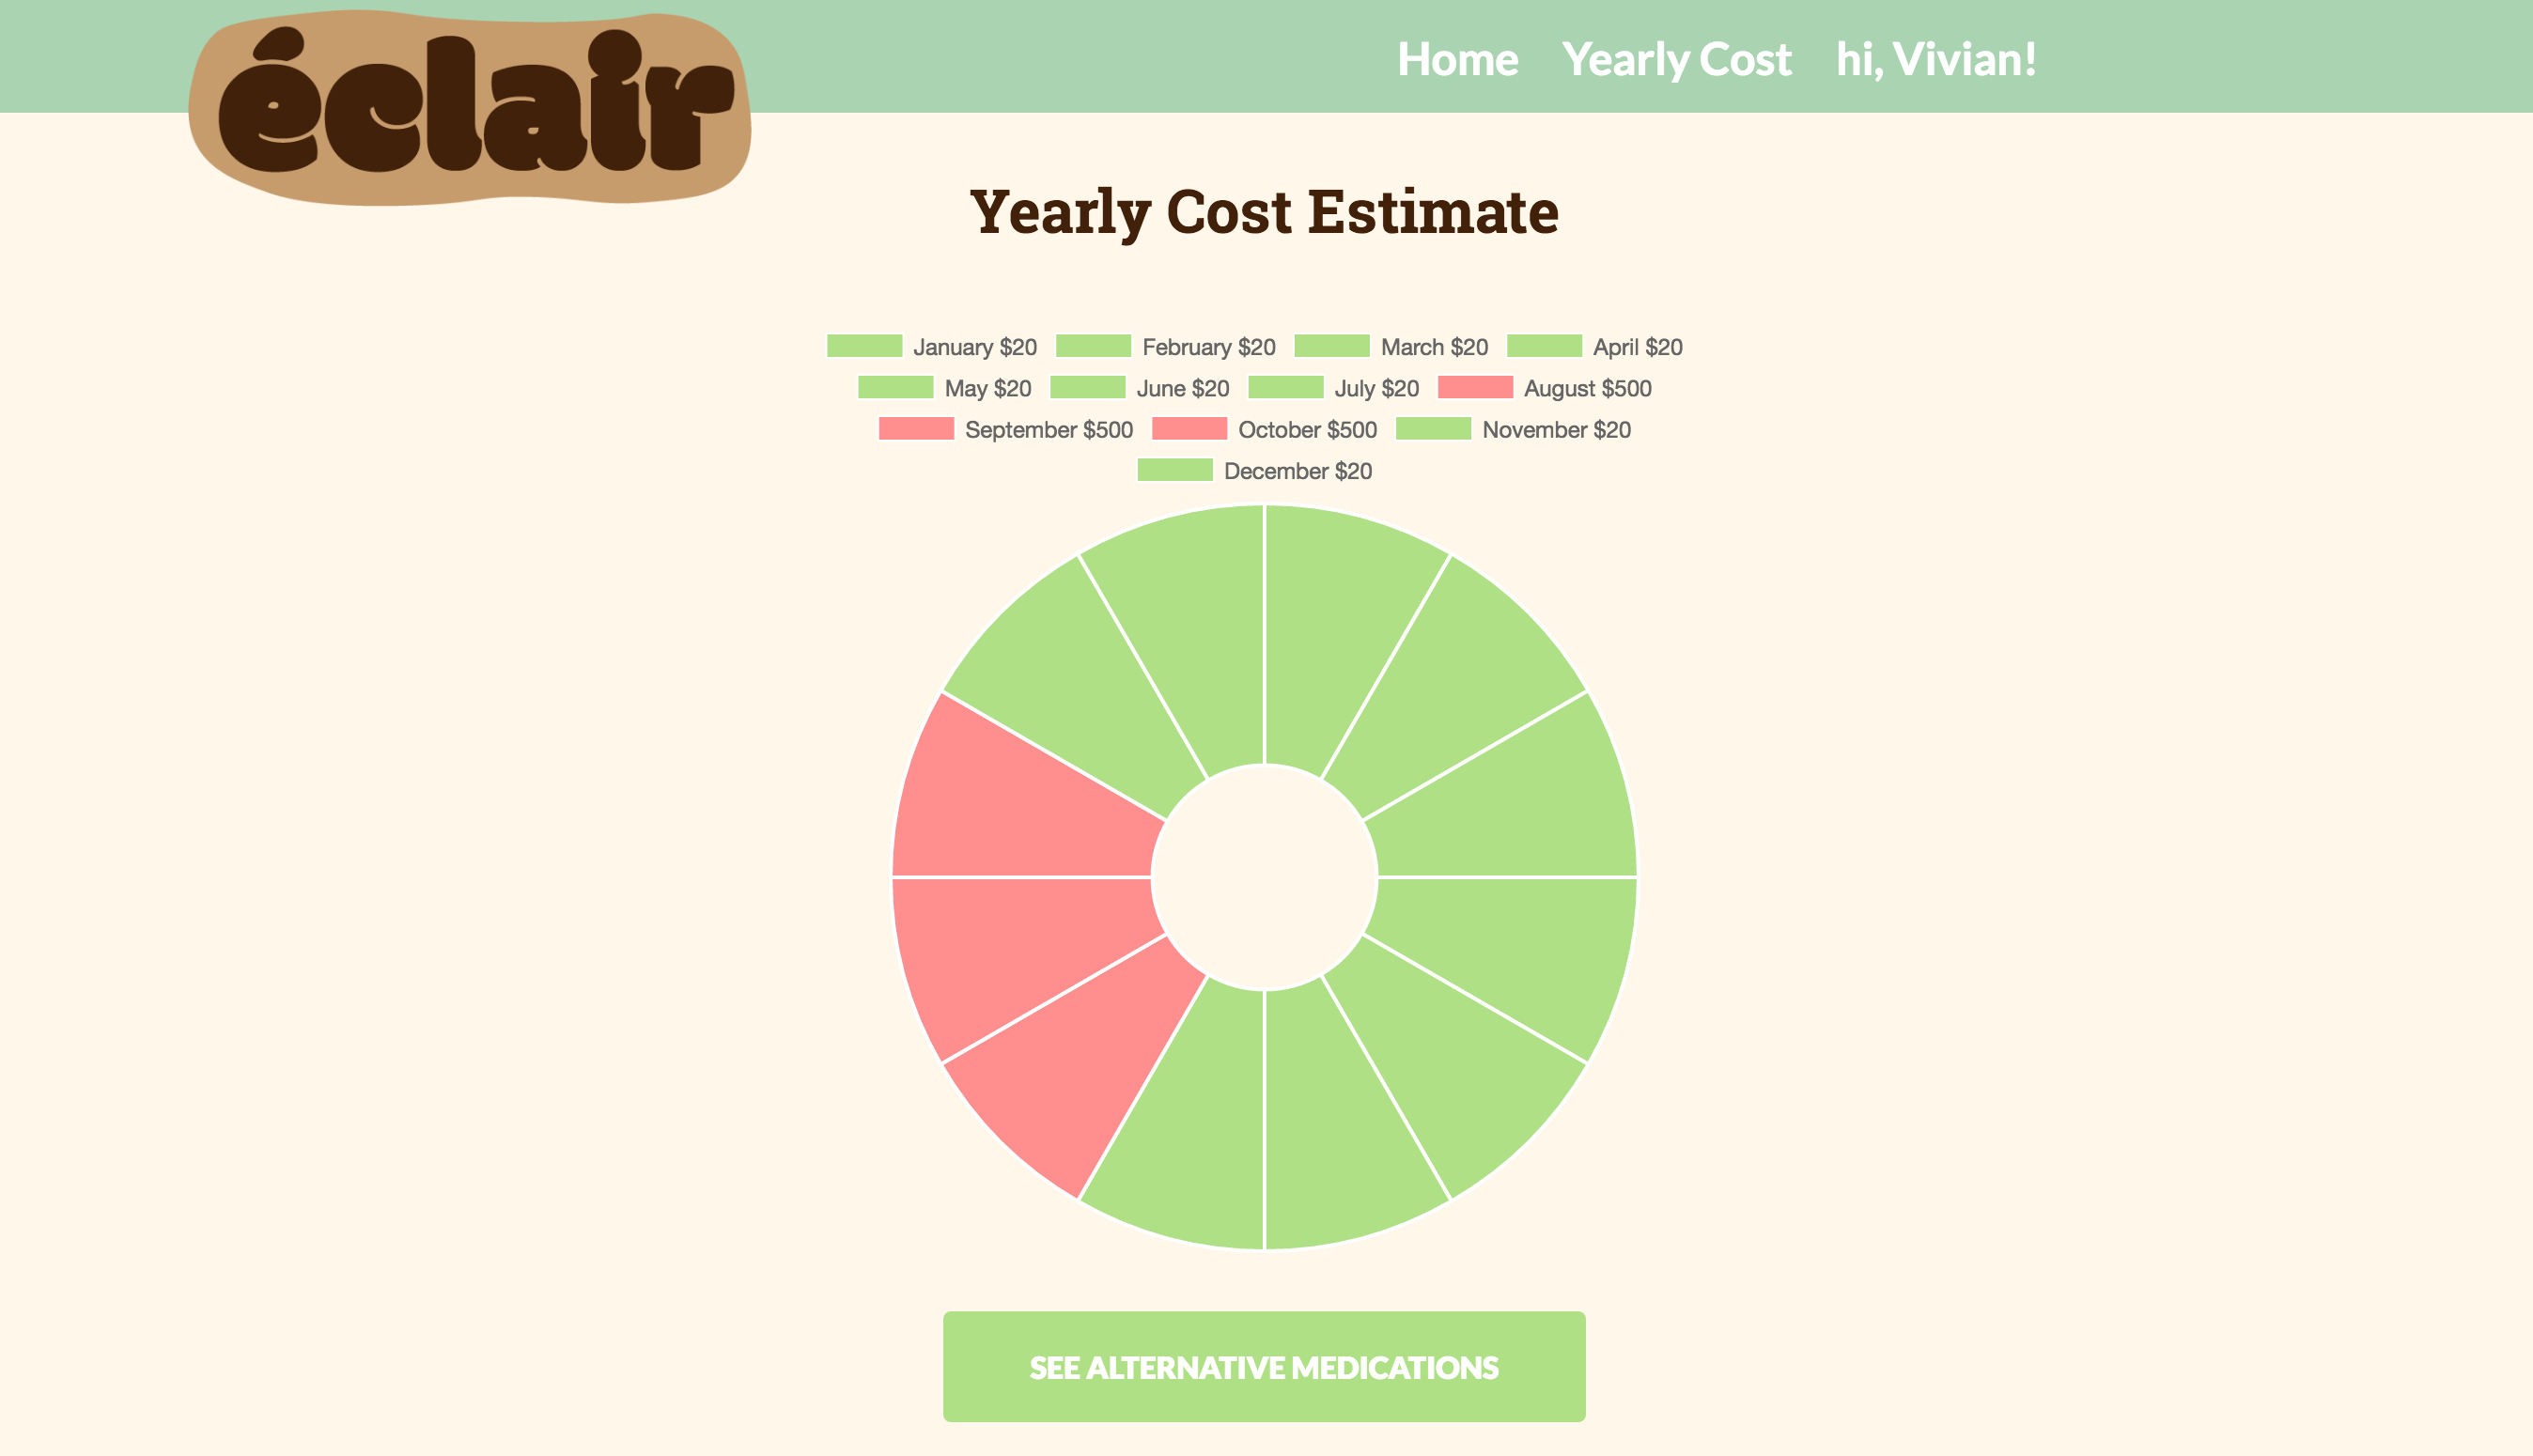 éclair
Home Yearly Cost hi, Vivian!
Yearly Cost Estimate
January $20 February $20 March $20 April $20
May $20 June $20 July $20 August $500
September $500 October $500 November $20
December $20
SEE ALTERNATIVE MEDICATIONS